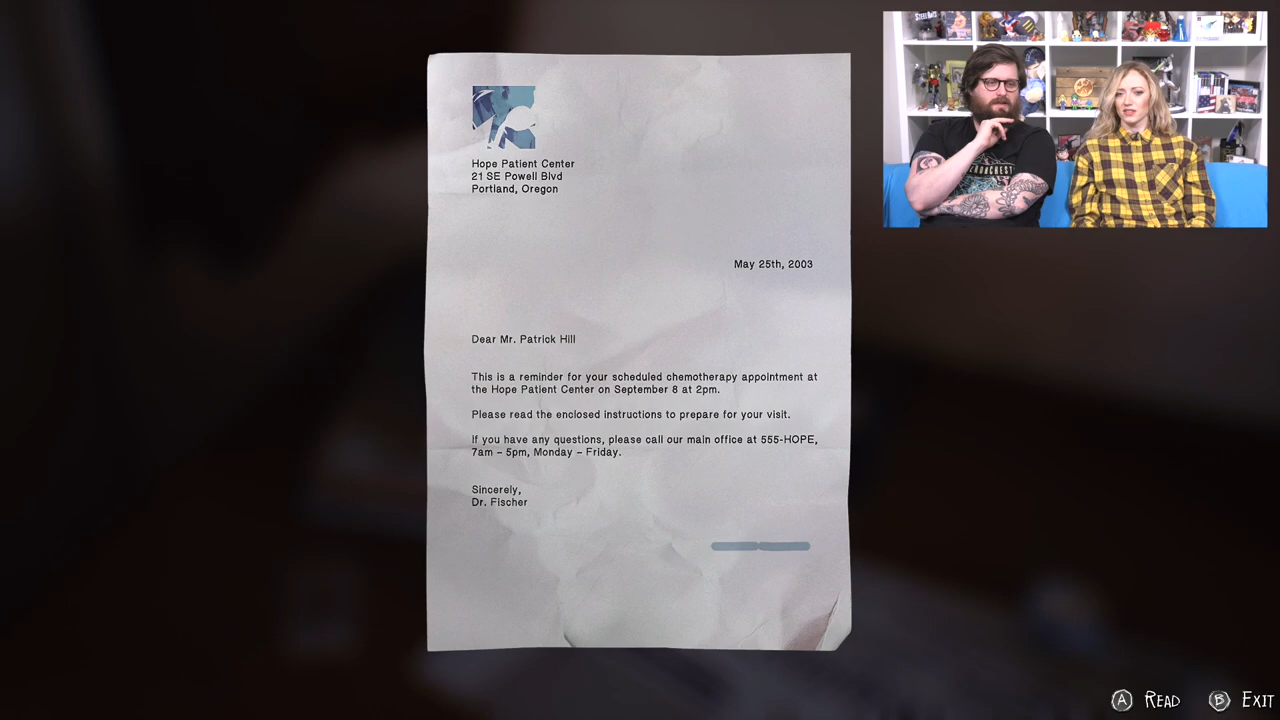 Hope Patient Center
21 SE Powell Blvd
Portland, Oregon
May 25th, 2003
Dear Mr. Patrick Hill
This is a reminder for your scheduled chemotherapy appointment at
the Hope Patient Center on September 8 at 2pm.
Please read the enclosed instructions to prepare for your visit.
If you have any questions, please call our main office at 555-HOPE,
7am – 5pm, Monday – Friday.
Sincerely,
Dr. Fischer
A READ B EXIT